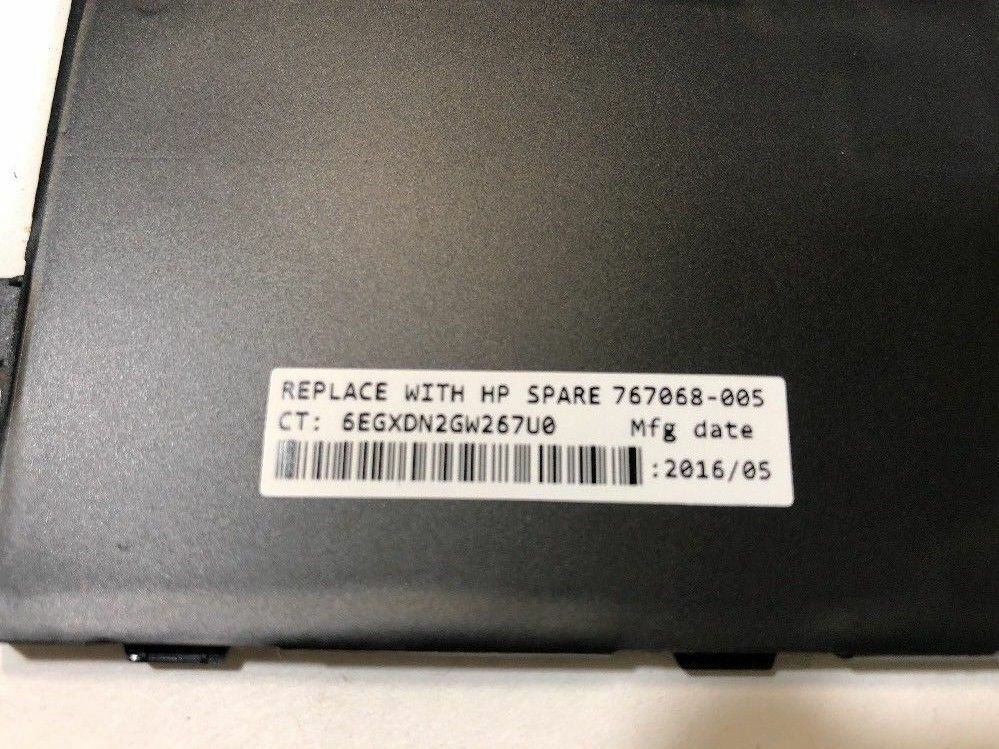 REPLACE WITH HP SPARE 767068-005
CT: 6EGXDN2GW267U0 Mfg date
:2016/05